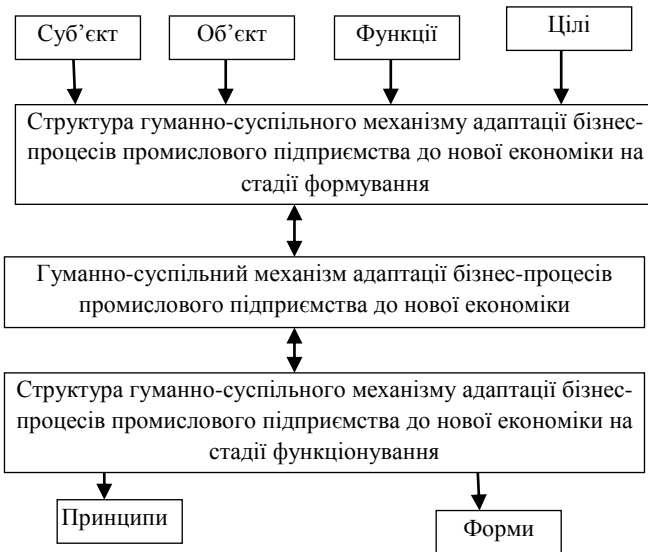 Суб’єкт
Об’єкт
Функції
Цілі
Структура гуманно-суспільного механізму адаптації бізнес-
процесів промислового підприємства до нової економіки на
стадії формування
Гуманно-суспільний механізм адаптації бізнес-процесів
промислового підприємства до нової економіки
Структура гуманно-суспільного механізму адаптації бізнес-
процесів промислового підприємства до нової економіки на
стадії функціонування
Принципи
Форми